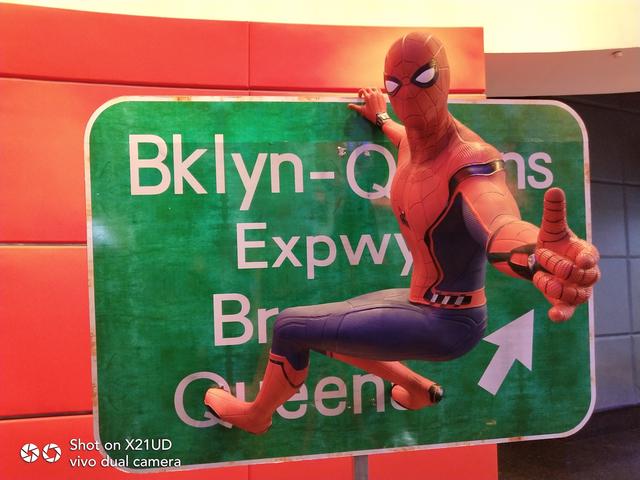 Bklyn-Q ns
Expwy
Br
Queens
Shot on X21UD
vivo dual camera